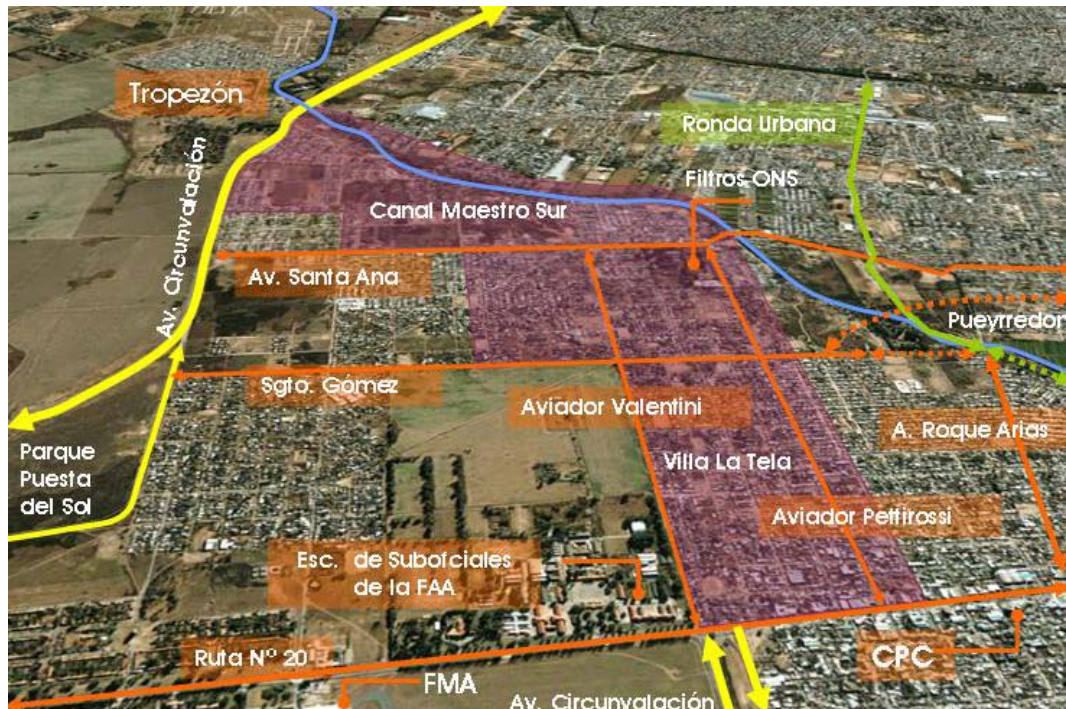 Tropezón
Ronda Urbana
Av. Circunvalación
Filtros ONS
Canal Maestro Sur
Av. Santa Ana
Pueyrredon
Sgto. Gómez
Aviador Valentini
A. Roque Arias
Parque
Puesta
del Sol
Villa La Tela
Aviador Pettirossi
Esc. de Subofciales
de la FAA
Ruta Nº 20
CPC
FMA
Av. Circunvalación